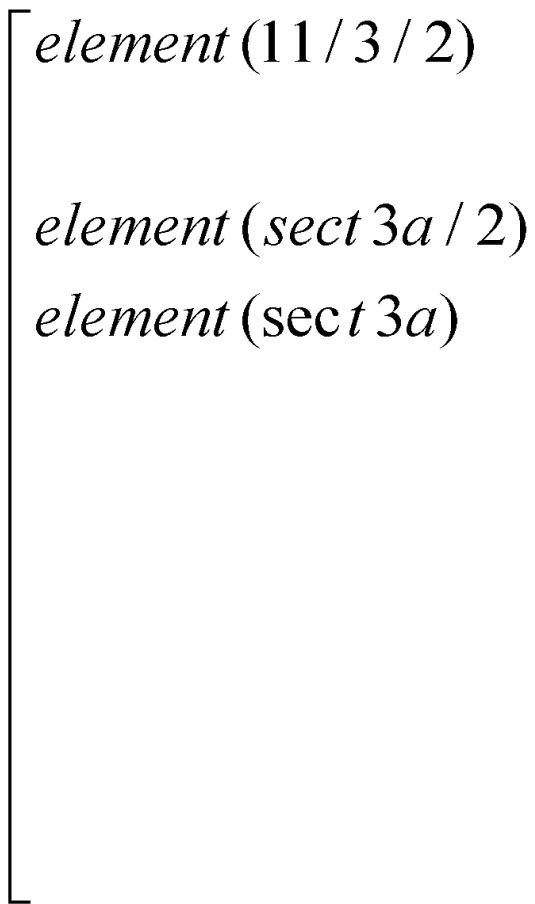 element (11 / 3 / 2)
element (sect 3a / 2)
element (sect 3a)